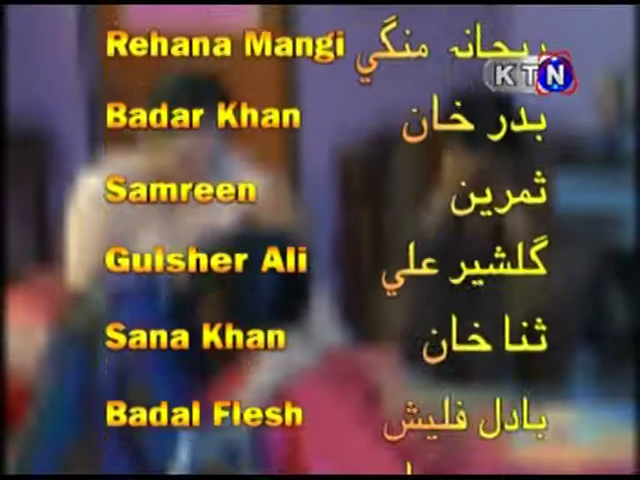 Rehana Mangi ريحانہ منگي
KTN
Badar Khan بدر خان
Samreen ثمرين
Gulsher Ali گلشير علي
Sana Khan ثنا خان
Badal Flesh بادل فليش